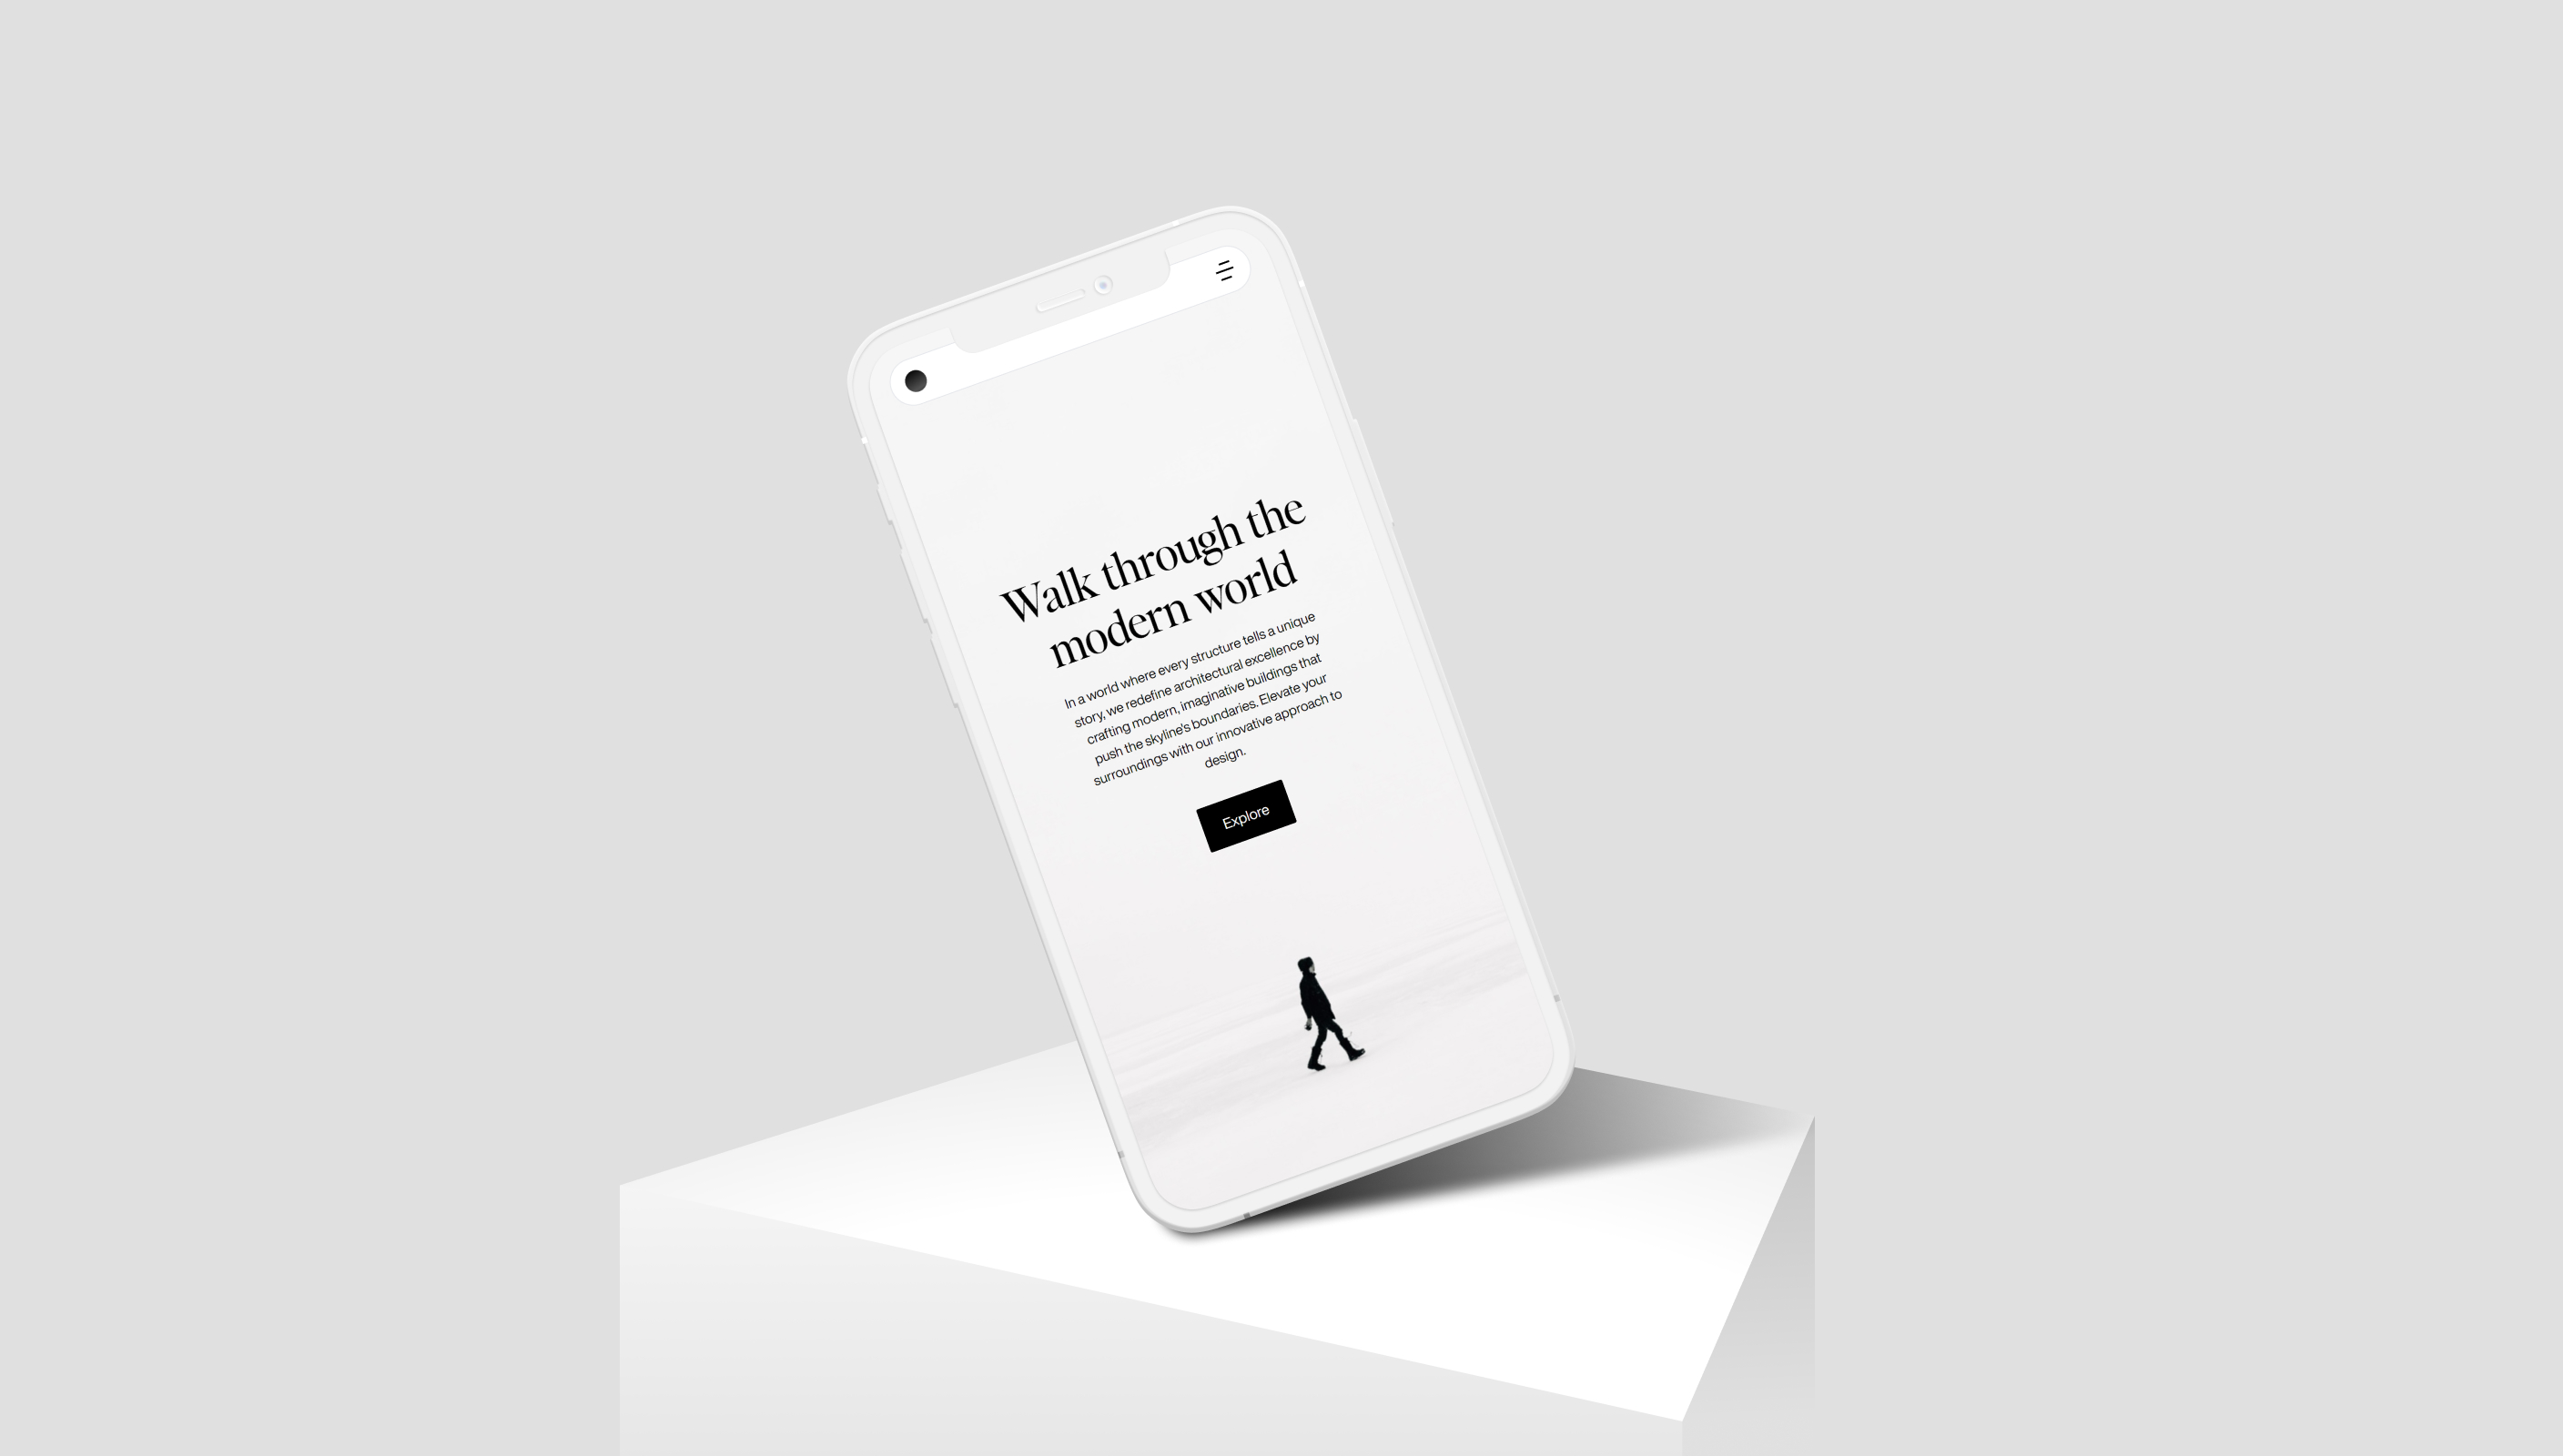 Walk through the
modern world
In a world where every structure tells a unique
story, we redefine architectural excellence by
crafting modern, imaginative buildings that
push the skyline's boundaries. Elevate your
surroundings with our innovative approach to
design.
Explore